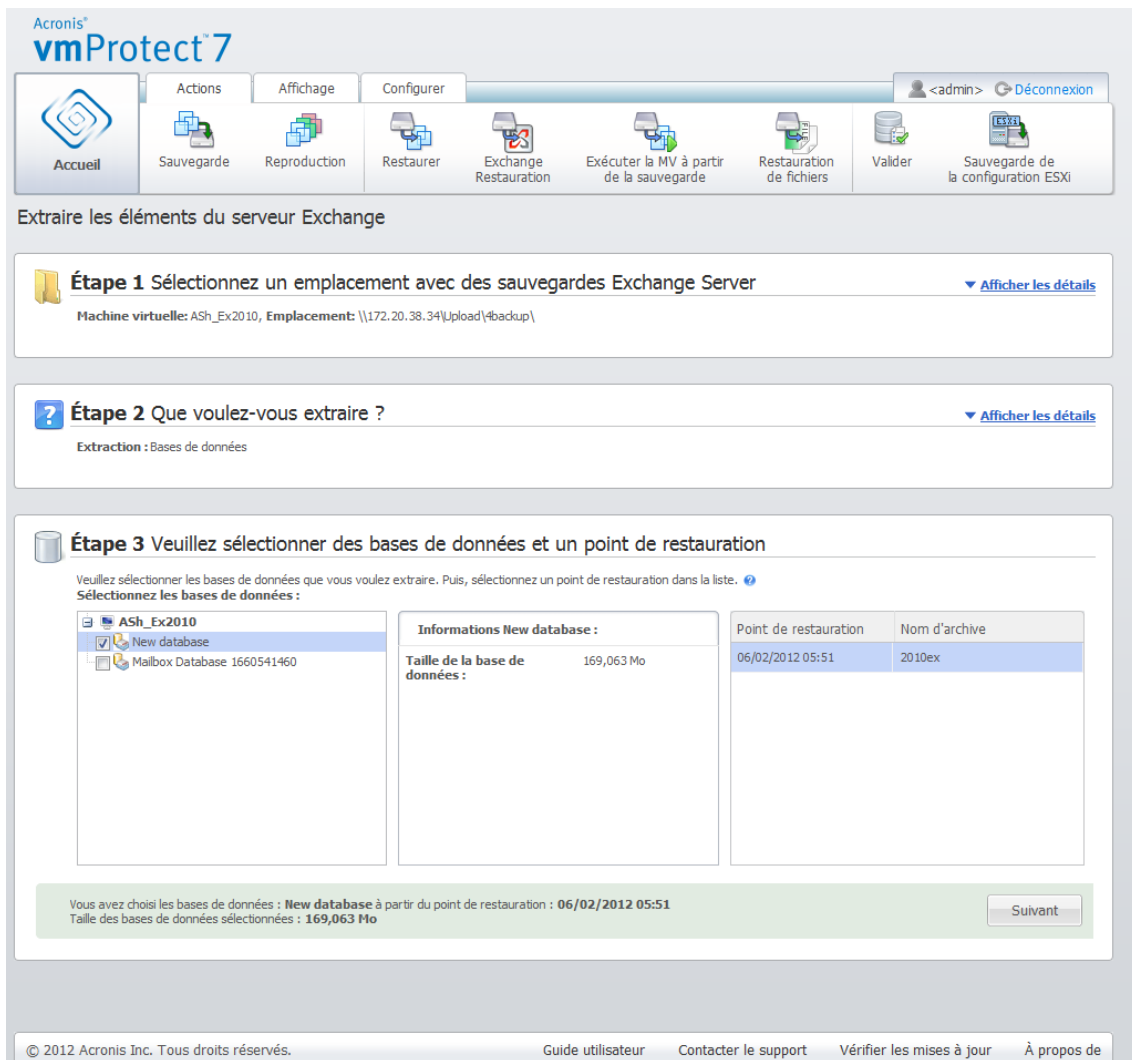 Acronis®
vmProtect™ 7
Actions Affichage Configurer
<admin> Déconnexion
Accueil
Sauvegarde
Reproduction
Restaurer
Exchange
Restauration
Exécuter la MV à partir
de la sauvegarde
Restauration
de fichiers
Valider
ESXi
Sauvegarde de
la configuration ESXi
Extraire les éléments du serveur Exchange
Étape 1 Sélectionnez un emplacement avec des sauvegardes Exchange Server
Afficher les détails
Machine virtuelle: ASh_Ex2010, Emplacement: \\172.20.38.34\Upload\4backup\
Étape 2 Que voulez-vous extraire ?
Afficher les détails
Extraction : Bases de données
Étape 3 Veuillez sélectionner des bases de données et un point de restauration
Veuillez sélectionner les bases de données que vous voulez extraire. Puis, sélectionnez un point de restauration dans la liste.
Sélectionnez les bases de données :
ASh_Ex2010
New database
Mailbox Database 1660541460
Informations New database :
Taille de la base de données : 169,063 Mo
Point de restauration Nom d'archive
06/02/2012 05:51 2010ex
Vous avez choisi les bases de données : New database à partir du point de restauration : 06/02/2012 05:51
Taille des bases de données sélectionnées : 169,063 Mo
Suivant
© 2012 Acronis Inc. Tous droits réservés. Guide utilisateur Contacter le support Vérifier les mises à jour À propos de